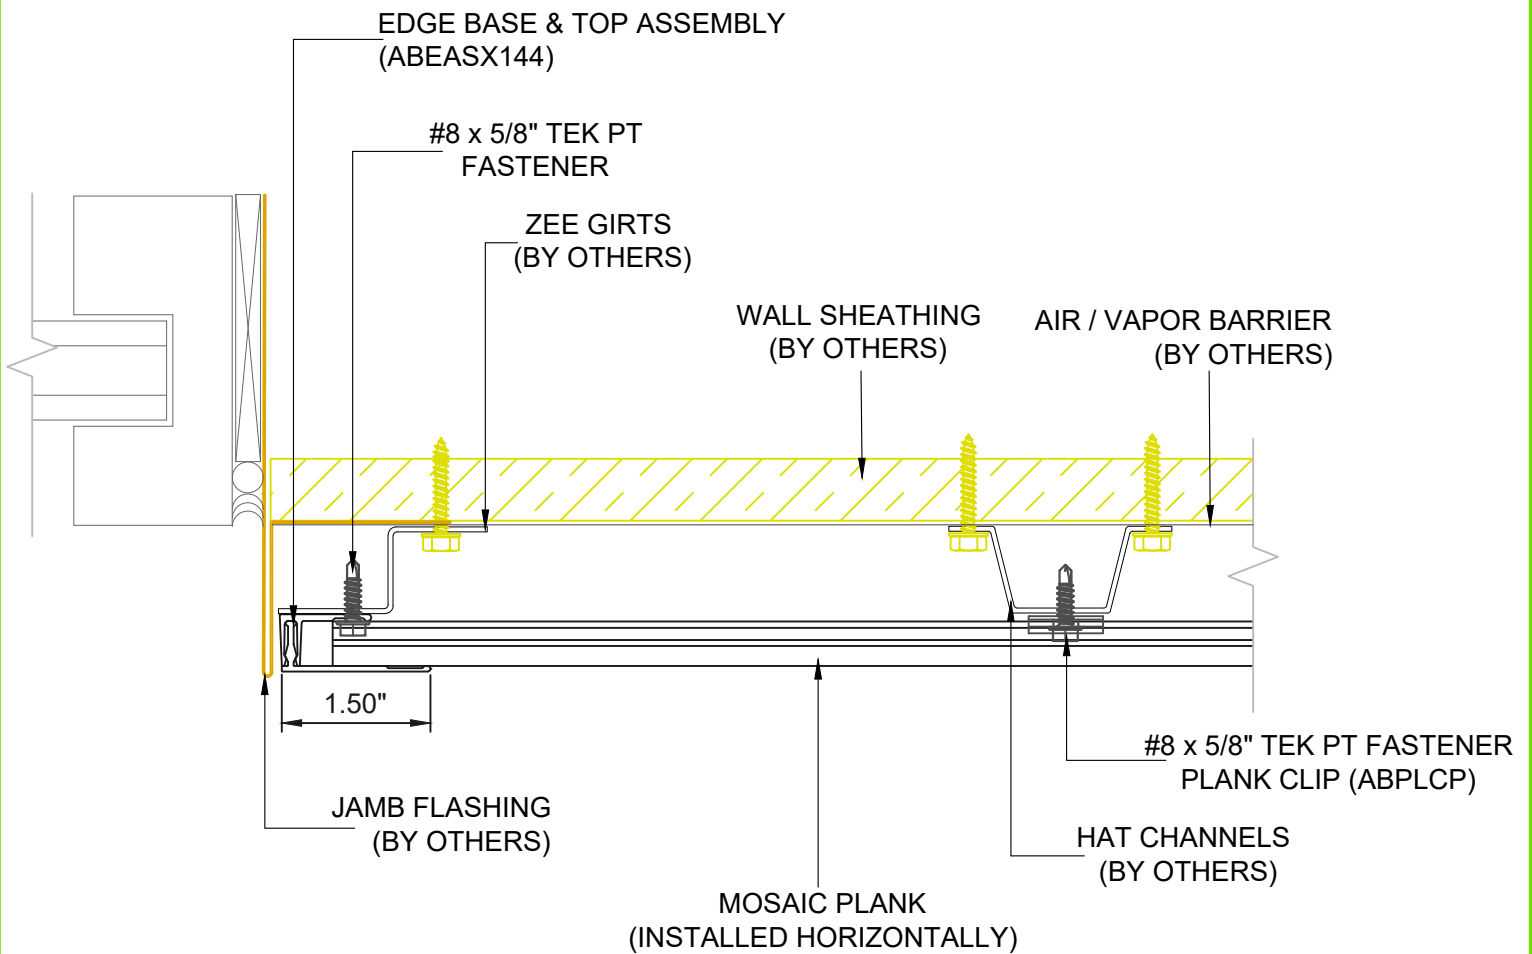 EDGE BASE & TOP ASSEMBLY
(ABEASX144)
#8 x 5/8" TEK PT
FASTENER
ZEE GIRTS
(BY OTHERS)
WALL SHEATHING
(BY OTHERS)
AIR / VAPOR BARRIER
(BY OTHERS)
1.50"
#8 x 5/8" TEK PT FASTENER
PLANK CLIP (ABPLCP)
JAMB FLASHING
(BY OTHERS)
HAT CHANNELS
(BY OTHERS)
MOSAIC PLANK
(INSTALLED HORIZONTALLY)